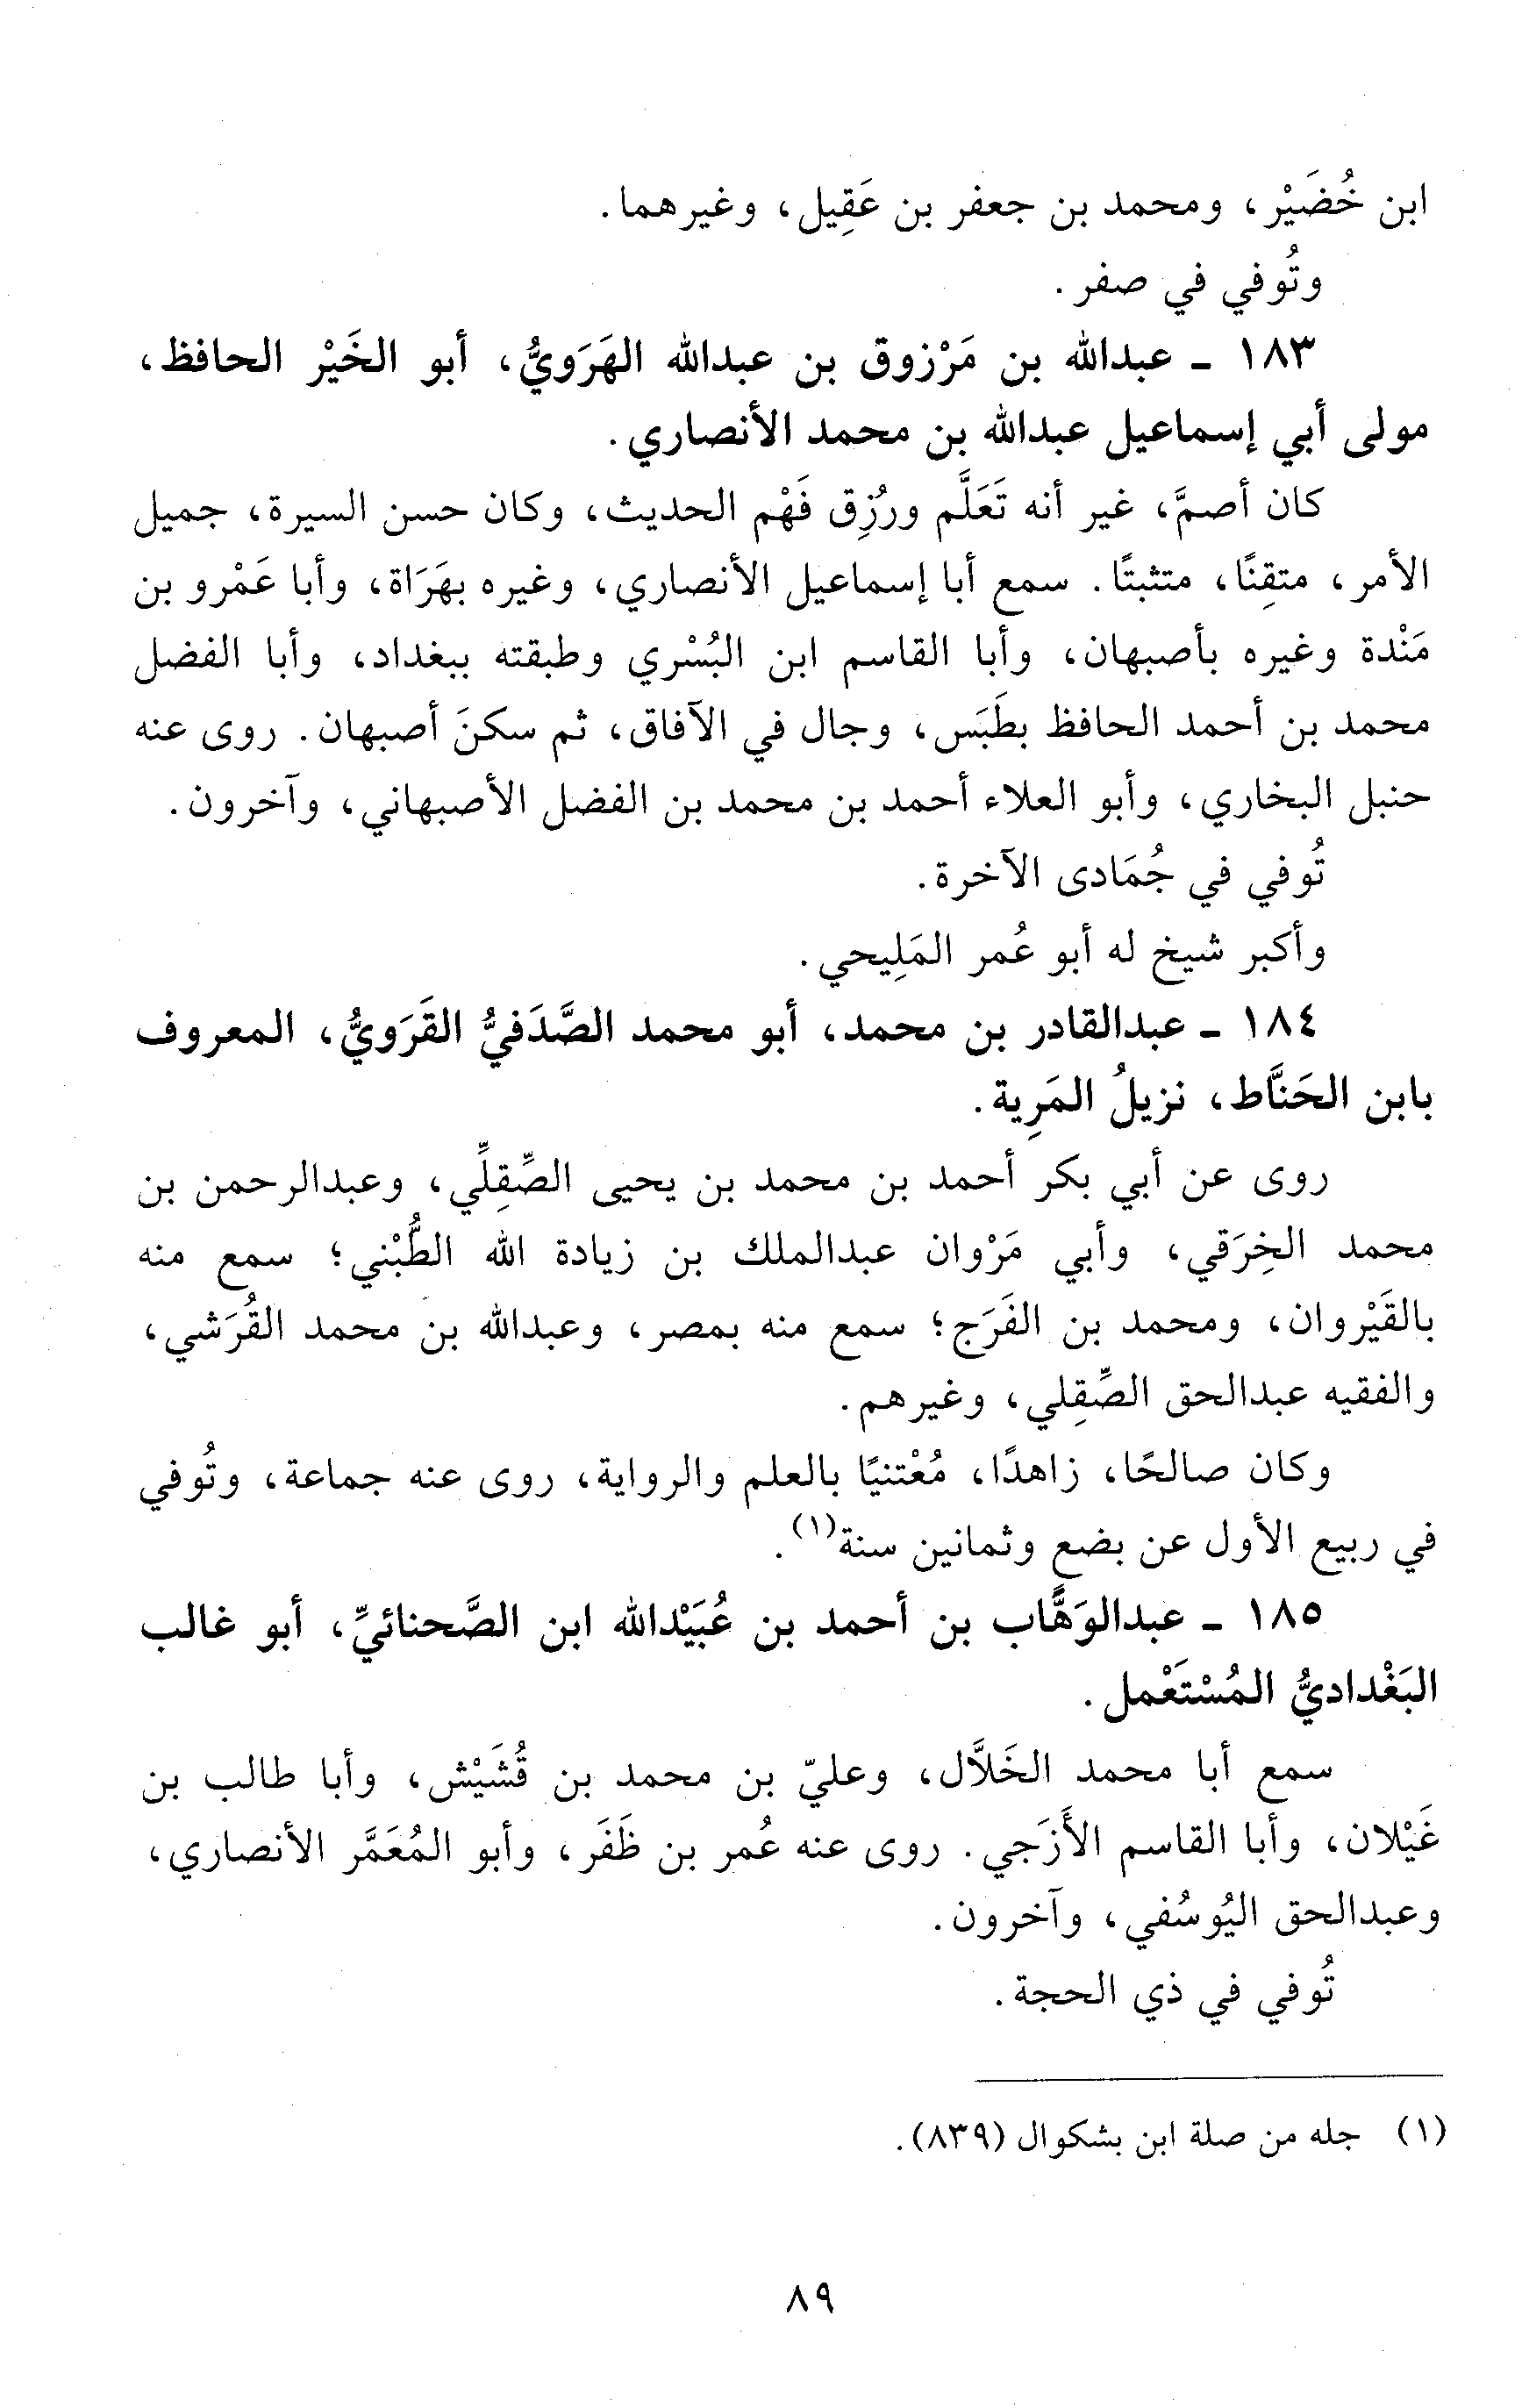 ابن خُضَيْر، ومحمد بن جعفر بن عَقِيل، وغيرهما.
وتُوفي في صفر.
١٨٣ ـ عبدالله بن مَرْزوق بن عبدالله الهَرَويُّ، أبو الخَيْر الحافظ،
مولى أبي إسماعيل عبدالله بن محمد الأنصاري.
كان أصمَّ، غير أنه تَعَلَّم ورُزِق فَهْم الحديث، وكان حسن السيرة، جميل
الأمر، متقِنًا، متثبتًا. سمع أبا إسماعيل الأنصاري، وغيره بهَرَاة، وأبا عَمْرو بن
مَنْدة وغيره بأصبهان، وأبا القاسم ابن البُسْري وطبقته ببغداد، وأبا الفضل
محمد بن أحمد الحافظ بطَبَس، وجال في الآفاق، ثم سكنَ أصبهان. روى عنه
حنبل البخاري، وأبو العلاء أحمد بن محمد بن الفضل الأصبهاني، وآخرون.
تُوفي في جُمَادى الآخرة.
وأكبر شيخ له أبو عُمر المَلِيحي.
١٨٤ ـ عبدالقادر بن محمد، أبو محمد الصَّدَفيُّ القَرَويُّ، المعروف
بابن الحَنَّاط، نزيلُ المَرِية.
روى عن أبي بكر أحمد بن محمد بن يحيى الصِّقِلِّي، وعبدالرحمن بن
محمد الخِرَقي، وأبي مَرْوان عبدالملك بن زيادة الله الطُّبْني؛ سمع منه
بالقَيْروان، ومحمد بن الفَرَج؛ سمع منه بمصر، وعبدالله بن محمد القُرَشي،
والفقيه عبدالحق الصِّقِلي، وغيرهم.
وكان صالحًا، زاهدًا، مُعْتنيًا بالعلم والرواية، روى عنه جماعة، وتُوفي
في ربيع الأول عن بضع وثمانين سنة(١).
١٨٥ ـ عبدالوَهَّاب بن أحمد بن عُبَيْدالله ابن الصَّحنائيِّ، أبو غالب
البَغْداديُّ المُسْتَعْمل.
سمع أبا محمد الخَلاَّل، وعليّ بن محمد بن قُشَيْش، وأبا طالب بن
غَيْلان، وأبا القاسم الأَزَجي. روى عنه عُمر بن ظَفَر، وأبو المُعَمَّر الأنصاري،
وعبدالحق اليُوسُفي، وآخرون.
تُوفي في ذي الحجة.
(١) جله من صلة ابن بشكوال (٨٣٩).
٨٩